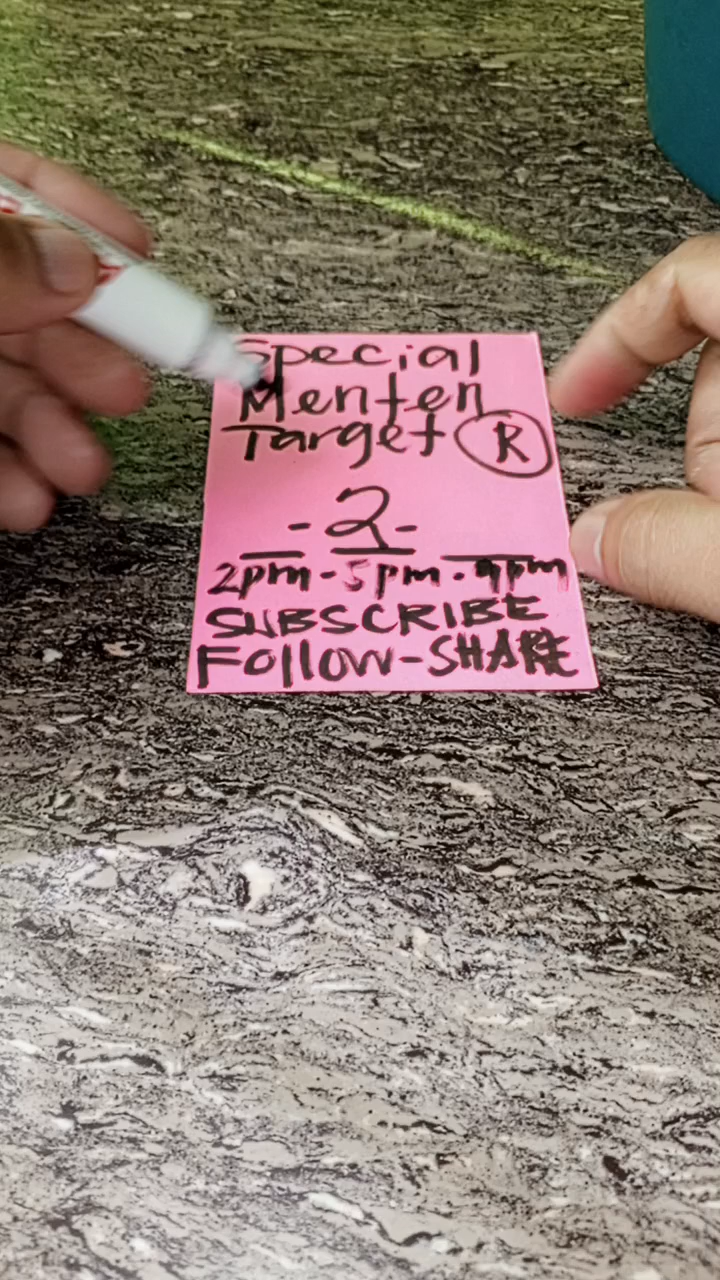 Special
Menten
Target R
-2-
2pm-5pm.9pm
SUBSCRIBE
Follow-SHARE